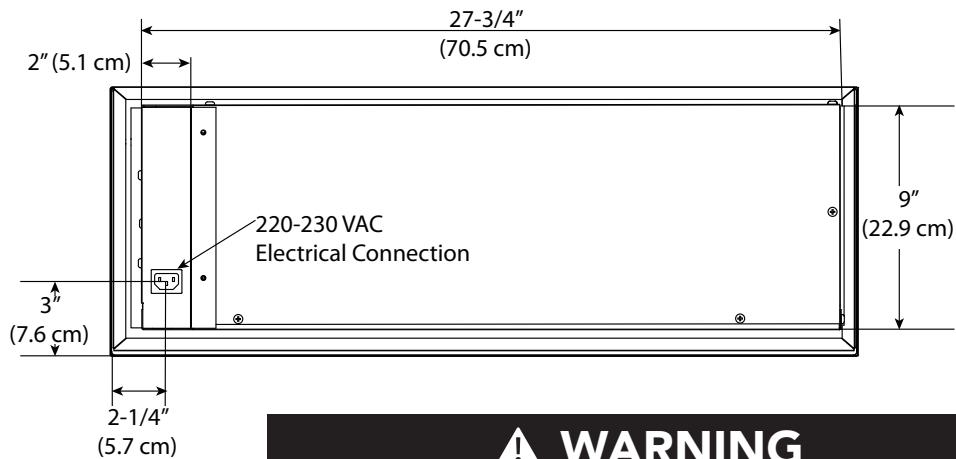 27-3/4”
(70.5 cm)
2” (5.1 cm)
220-230 VAC
Electrical Connection
9”
(22.9 cm)
3”
(7.6 cm)
2-1/4”
(5.7 cm)
WARNING